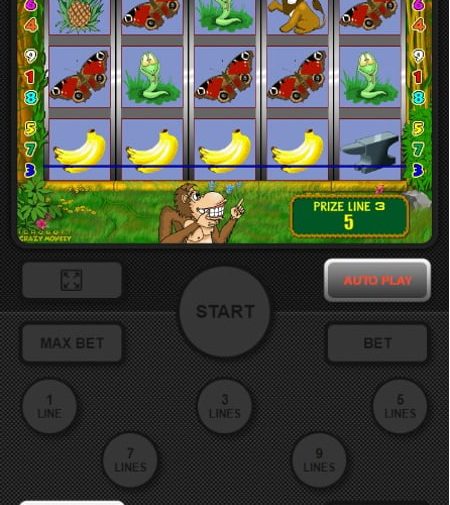 6
4
9
1
8
5
7
3
6
4
9
1
8
5
7
3
PRIZE LINE 3
5
CRAZY MONKEY
AUTO PLAY
START
MAX BET
BET
1
LINE
3
LINES
5
LINES
7
LINES
9
LINES